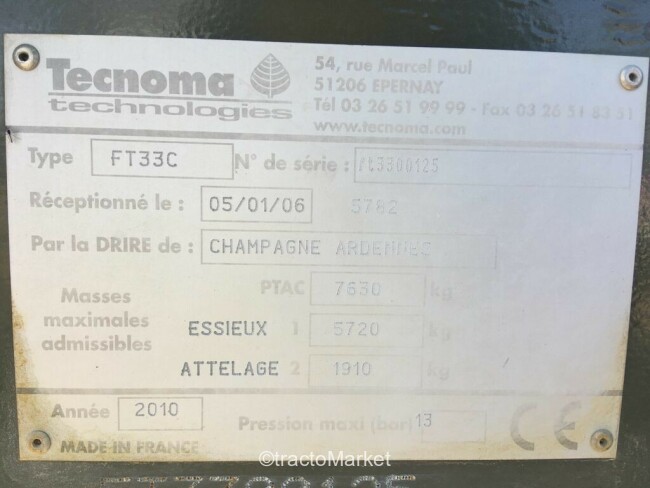 Tecnoma
technologies
54, rue Marcel Paul
51206 EPERNAY
Tél 03 26 51 99 99 - Fax 03 26 51 83 51
www.tecnoma.com
Type FT33C N° de série : ft3300125
Réceptionné le : 05/01/06 5782
Par la DRIRE de : CHAMPAGNE ARDENNES
Masses
maximales
admissibles
PTAC 7630 kg
ESSIEUX 1 5720 kg
ATTELAGE 2 1910 kg
Année 2010 Pression maxi (bar) 13
MADE IN FRANCE CE
©tractoMarket